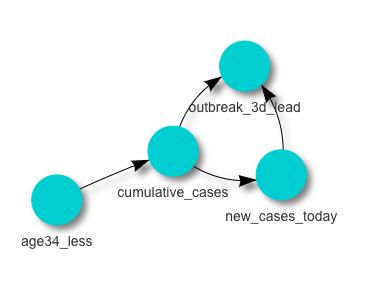 outbreak_3d_lead
cumulative_cases
new_cases_today
age34_less